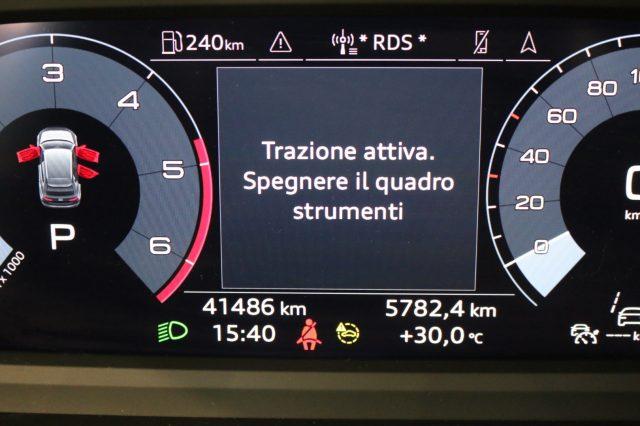 240km
* RDS *
3
4
5
6
P
x 1000
Trazione attiva.
Spegnere il quadro
strumenti
80
60
40
20
0
41486 km
5782,4 km
15:40
+30,0 °C